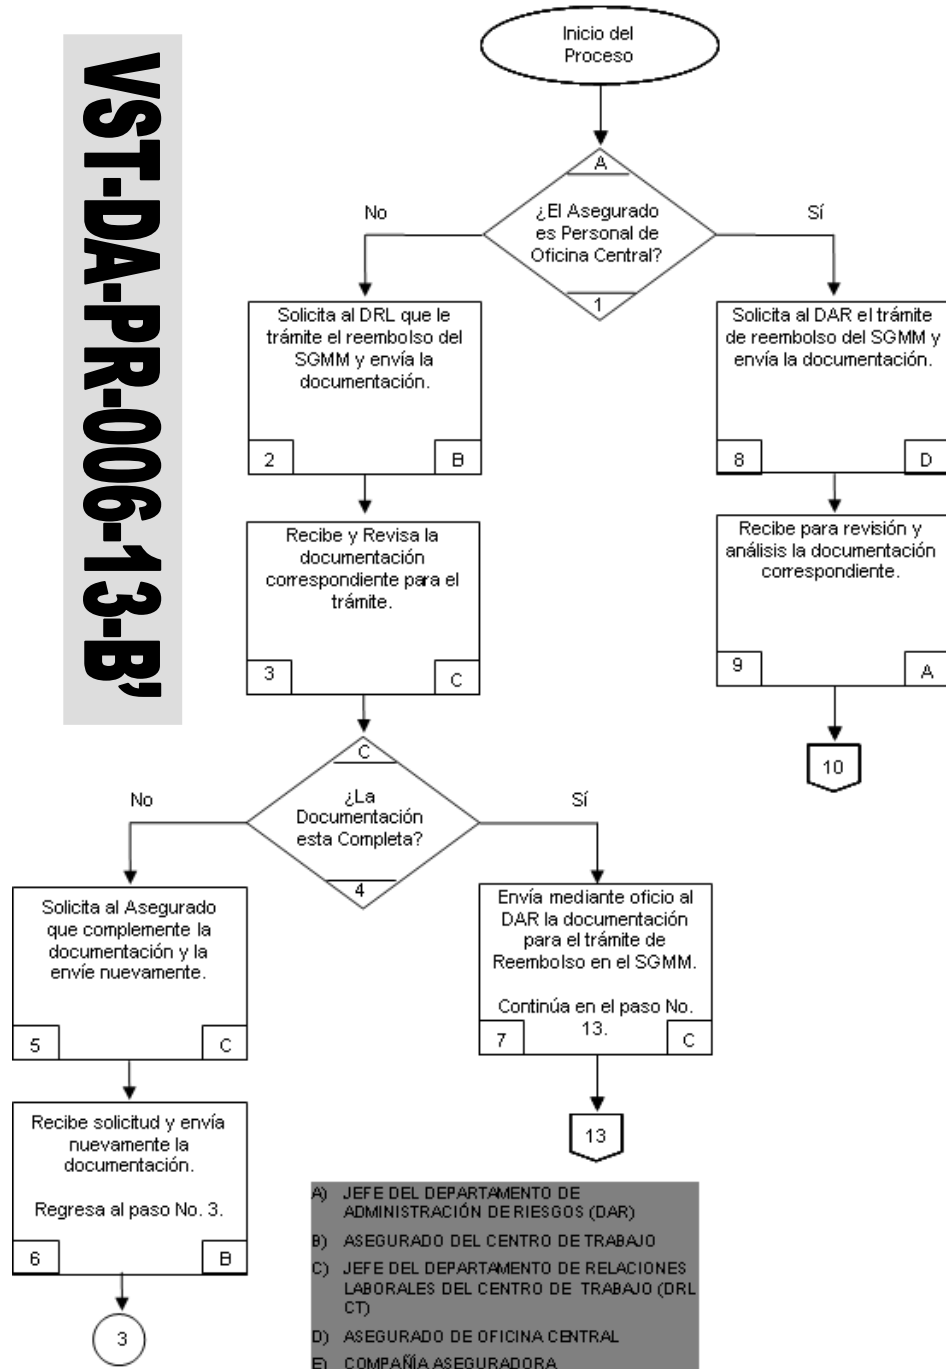 VST-DA-PR-006-13-B'
Inicio del
Proceso
A
¿El Asegurado
es Personal de
Oficina Central?
1
No
Sí
Solicita al DRL que le
trámite el reembolso del
SGMM y envía la
documentación.
2
B
Solicita al DAR el trámite
de reembolso del SGMM y
envía la documentación.
8
D
Recibe y Revisa la
documentación
correspondiente para el
trámite.
3
C
Recibe para revisión y
análisis la documentación
correspondiente.
9
A
10
C
¿La
Documentación
esta Completa?
4
No
Sí
Solicita al Asegurado
que complemente la
documentación y la
envíe nuevamente.
5
C
Envía mediante oficio al
DAR la documentación
para el trámite de
Reembolso en el SGMM.
Continúa en el paso No.
13.
7
C
Recibe solicitud y envía
nuevamente la
documentación.
Regresa al paso No. 3.
6
B
13
3
A) JEFE DEL DEPARTAMENTO DE
ADMINISTRACIÓN DE RIESGOS (DAR)
B) ASEGURADO DEL CENTRO DE TRABAJO
C) JEFE DEL DEPARTAMENTO DE RELACIONES
LABORALES DEL CENTRO DE TRABAJO (DRL
CT)
D) ASEGURADO DE OFICINA CENTRAL
E) COMPAÑÍA ASEGURADORA